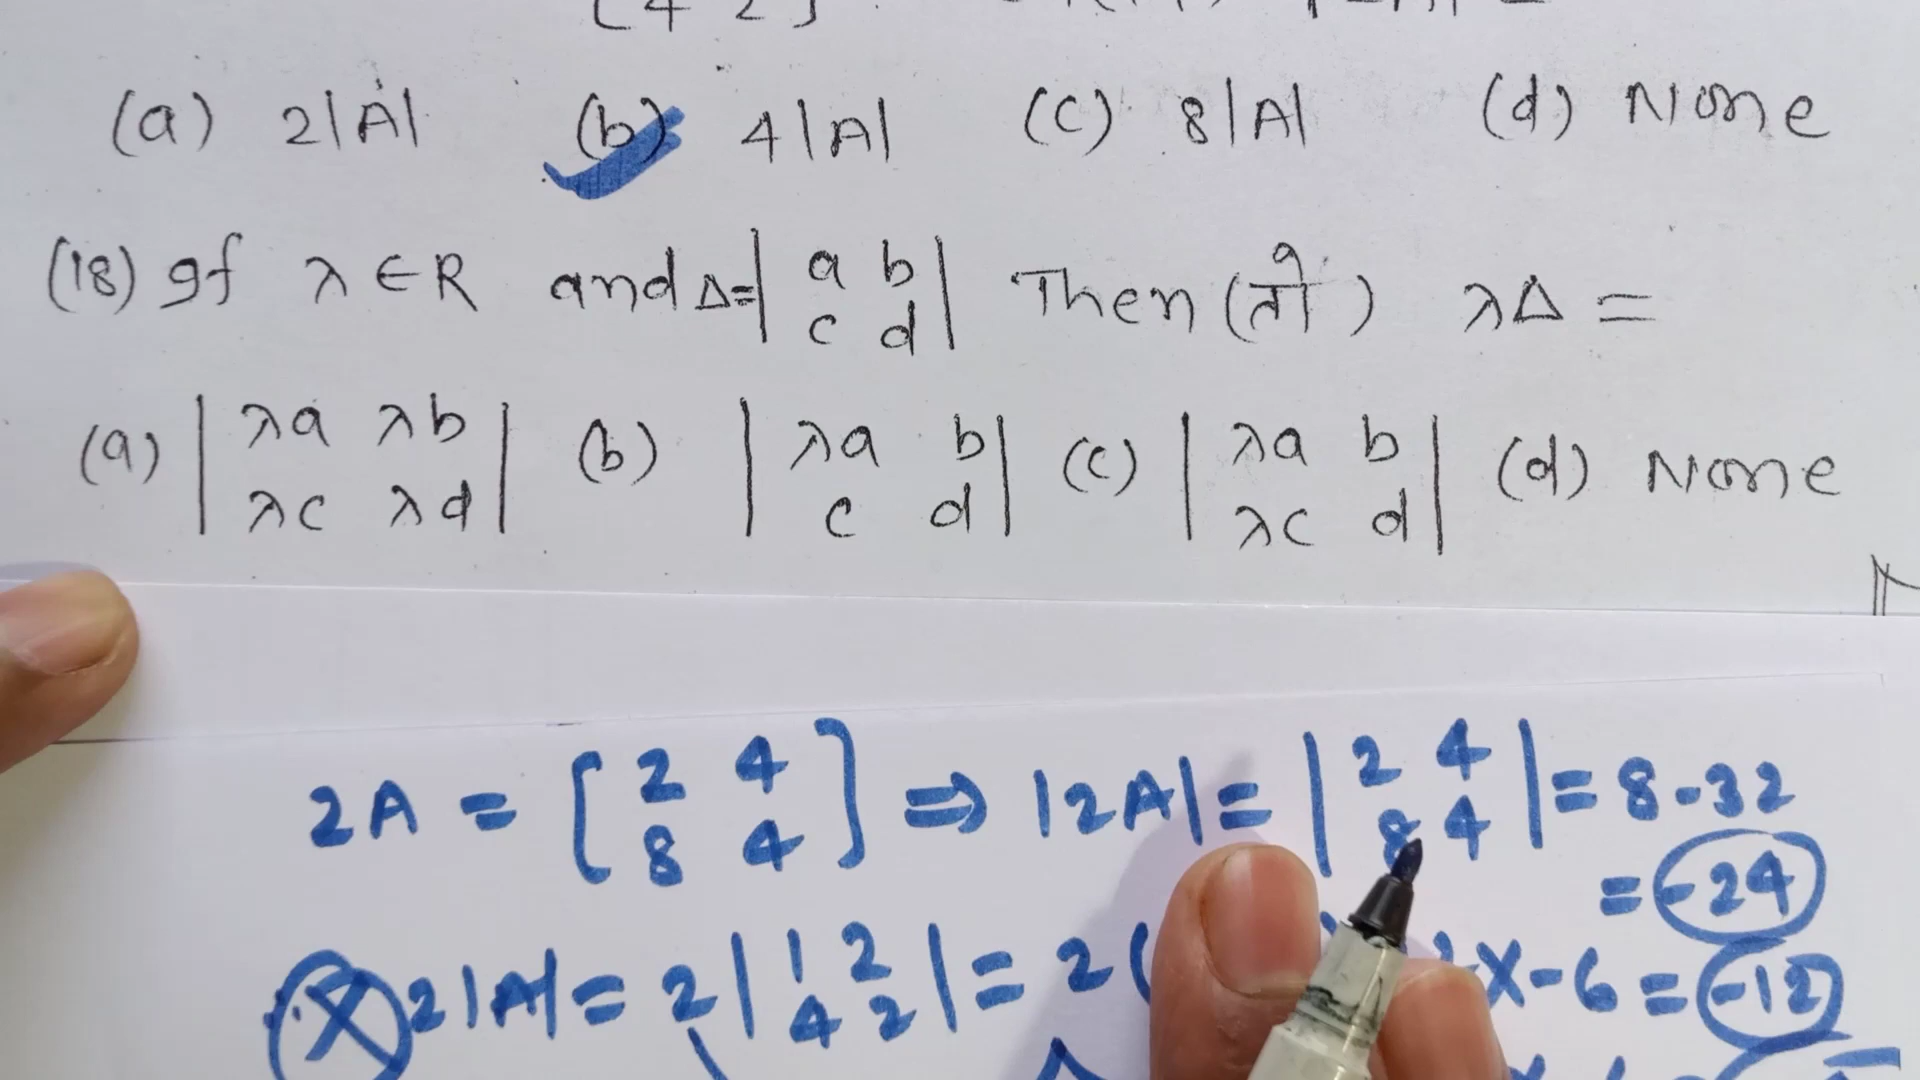 [4 2]
(a) 2|A| (b) 4|A| (c) 8|A| (d) None
(18) If λ ∈ R and Δ= | a b | Then (तो) λΔ =
c d
(a) | λa λb | (b) | λa b | (c) | λa b | (d) None
λc λd c d λc d
2A = [ 2 4 ] ⇒ |2A| = | 2 4 | = 8-32
8 4 8 4
= -24
X 2|A| = 2 | 1 2 | = 2( X-6 = -12
4 2